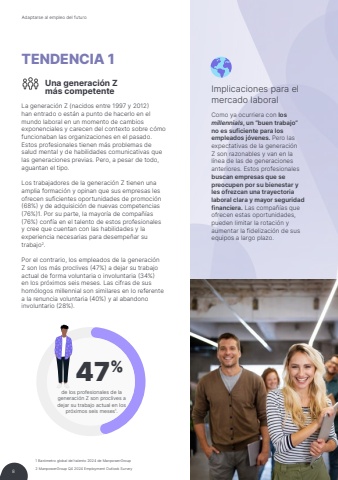 Adaptarse al empleo del futuro
TENDENCIA 1
Una generación Z
más competente
La generación Z (nacidos entre 1997 y 2012)
han entrado o están a punto de hacerlo en el
mundo laboral en un momento de cambios
exponenciales y carecen del contexto sobre cómo
funcionaban las organizaciones en el pasado.
Estos profesionales tienen más problemas de
salud mental y de habilidades comunicativas que
las generaciones previas. Pero, a pesar de todo,
aguantan el tipo.
Los trabajadores de la generación Z tienen una
amplia formación y opinan que sus empresas les
ofrecen suficientes oportunidades de promoción
(68%) y de adquisición de nuevas competencias
(76%)1. Por su parte, la mayoría de compañías
(76%) confía en el talento de estos profesionales
y cree que cuentan con las habilidades y la
experiencia necesarias para desempeñar su
trabajo².
Por el contrario, los empleados de la generación
Z son los más proclives (47%) a dejar su trabajo
actual de forma voluntaria o involuntaria (34%)
en los próximos seis meses. Las cifras de sus
homólogos millennial son similares en lo referente
a la renuncia voluntaria (40%) y al abandono
involuntario (28%).
47%
de los profesionales de la
generación Z son proclives a
dejar su trabajo actual en los
próximos seis meses¹.
1 Barómetro global del talento 2024 de ManpowerGroup
2 ManpowerGroup Q4 2024 Employment Outlook Survey
Implicaciones para el
mercado laboral
Como ya ocurriera con los
millennials, un "buen trabajo"
no es suficiente para los
empleados jóvenes. Pero las
expectativas de la generación
Z son razonables y van en la
línea de las de generaciones
anteriores. Estos profesionales
buscan empresas que se
preocupen por su bienestar y
les ofrezcan una trayectoria
laboral clara y mayor seguridad
financiera. Las compañías que
ofrecen estas oportunidades,
pueden limitar la rotación y
aumentar la fidelización de sus
equipos a largo plazo.